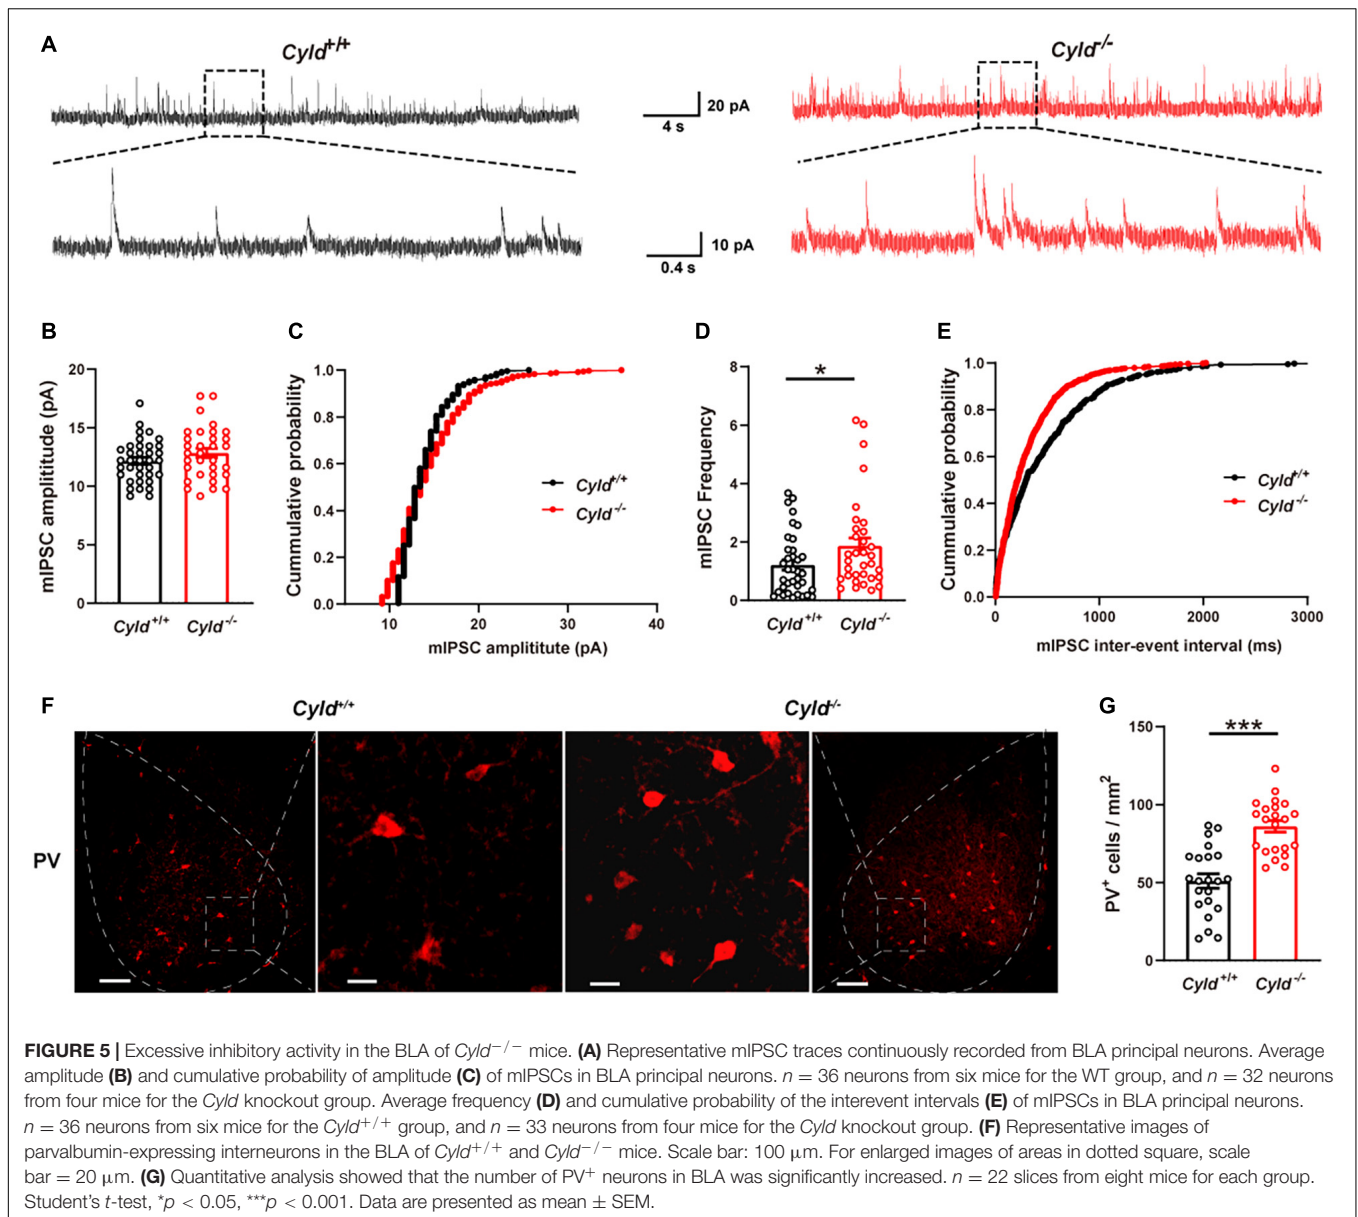 A
Cyld+/+
Cyld-/-
20 pA
4 s
10 pA
0.4 s
B
mIPSC amplititude (pA)
20
15
10
5
0
Cyld+/+
Cyld-/-
C
Cummulative probability
1.0
0.8
0.6
0.4
0.2
0.0
10
20
30
40
mIPSC amplititute (pA)
Cyld+/+
Cyld-/-
D
mIPSC Frequency
8
6
4
2
0
*
Cyld+/+
Cyld-/-
E
Cummulative probability
1.0
0.8
0.6
0.4
0.2
0.0
0
1000
2000
3000
mIPSC inter-event interval (ms)
Cyld+/+
Cyld-/-
F
Cyld+/+
Cyld-/-
PV
G
PV+ cells / mm2
150
100
50
0
***
Cyld+/+
Cyld-/-
FIGURE 5 | Excessive inhibitory activity in the BLA of Cyld−/− mice. (A) Representative mIPSC traces continuously recorded from BLA principal neurons. Average
amplitude (B) and cumulative probability of amplitude (C) of mIPSCs in BLA principal neurons. n = 36 neurons from six mice for the WT group, and n = 32 neurons
from four mice for the Cyld knockout group. Average frequency (D) and cumulative probability of the interevent intervals (E) of mIPSCs in BLA principal neurons.
n = 36 neurons from six mice for the Cyld+/+ group, and n = 33 neurons from four mice for the Cyld knockout group. (F) Representative images of
parvalbumin-expressing interneurons in the BLA of Cyld+/+ and Cyld−/− mice. Scale bar: 100 μm. For enlarged images of areas in dotted square, scale
bar = 20 μm. (G) Quantitative analysis showed that the number of PV+ neurons in BLA was significantly increased. n = 22 slices from eight mice for each group.
Student's t-test, *p < 0.05, ***p < 0.001. Data are presented as mean ± SEM.